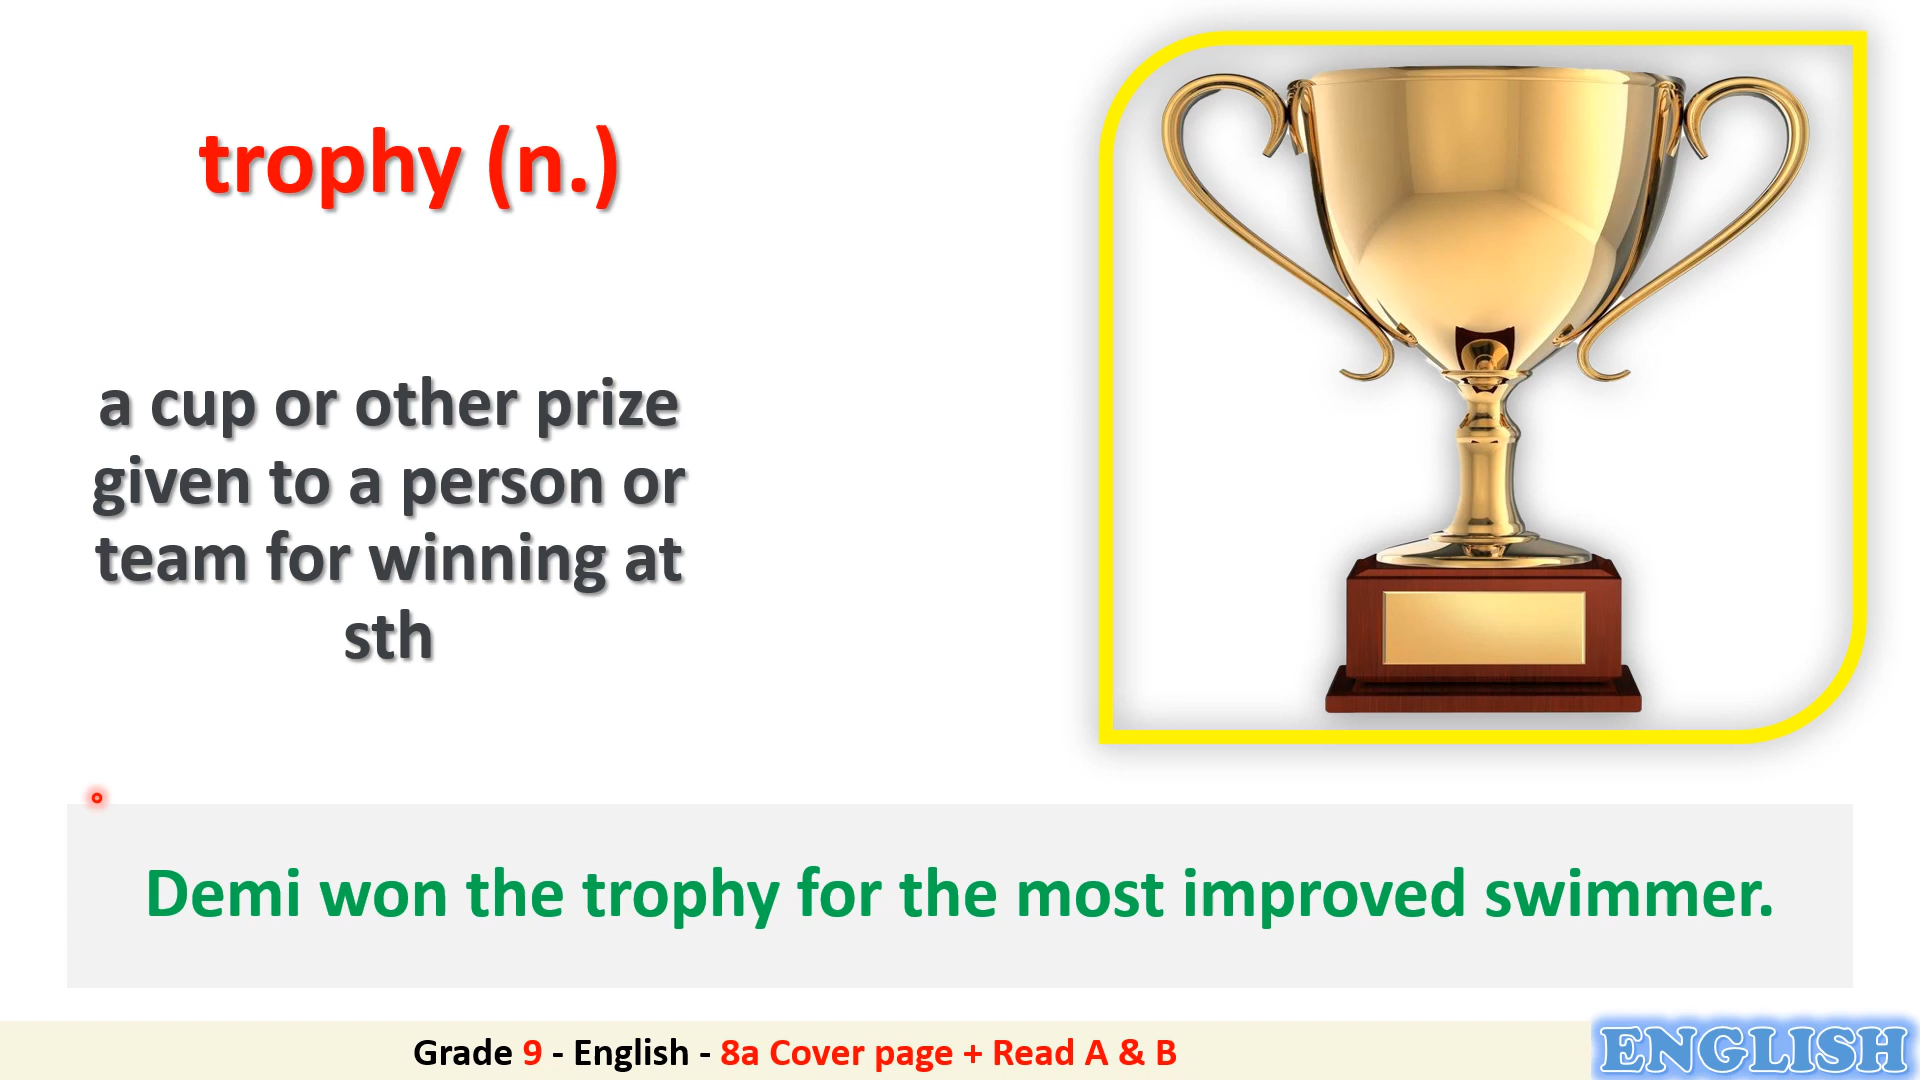 trophy (n.)
a cup or other prize
given to a person or
team for winning at
sth
Demi won the trophy for the most improved swimmer.
Grade 9 - English - 8a Cover page + Read A & B
ENGLISH